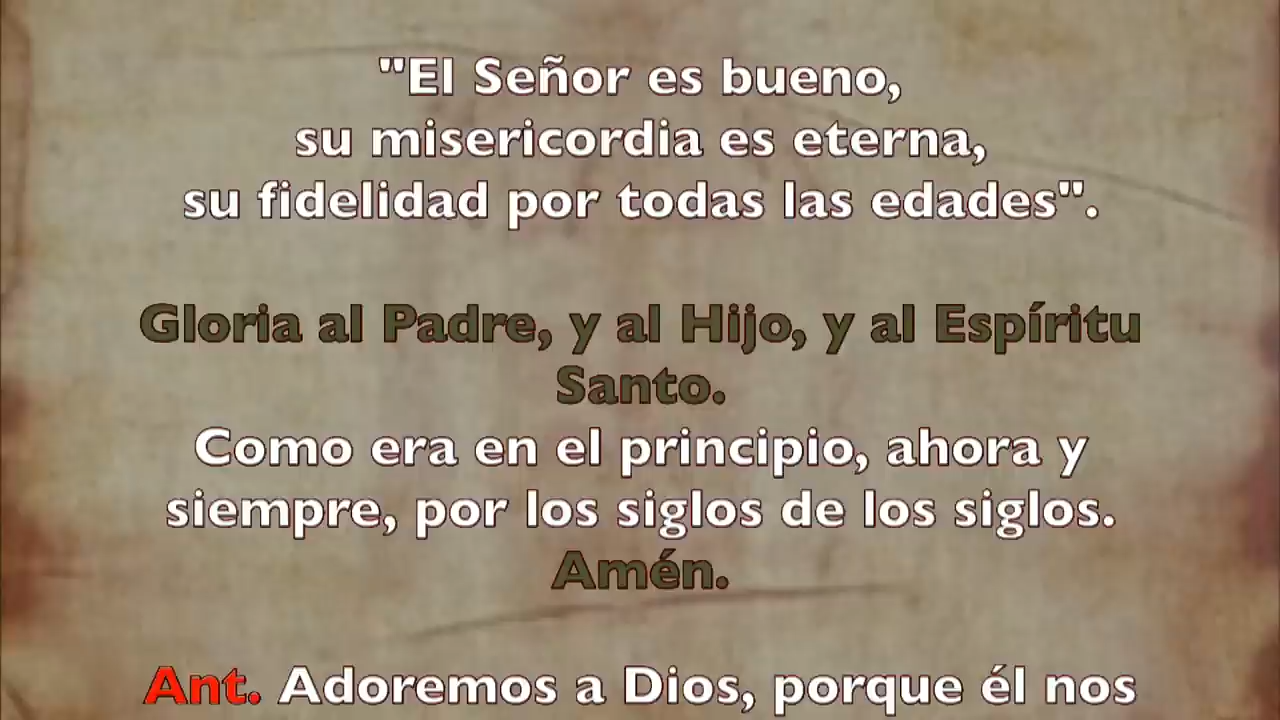 "El Señor es bueno,
su misericordia es eterna,
su fidelidad por todas las edades".
Gloria al Padre, y al Hijo, y al Espíritu
Santo.
Como era en el principio, ahora y
siempre, por los siglos de los siglos.
Amén.
Ant. Adoremos a Dios, porque él nos